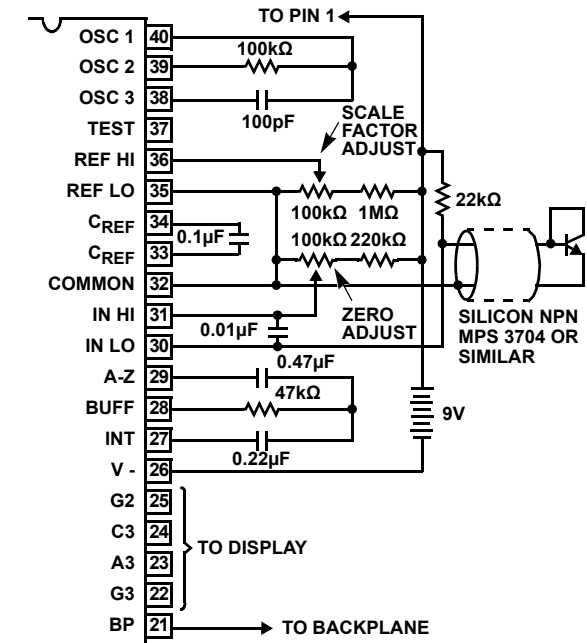 TO PIN 1
OSC 1 40
100kΩ
OSC 2 39
OSC 3 38
100pF
TEST 37
SCALE
FACTOR
ADJUST
REF HI 36
REF LO 35
100kΩ 1MΩ
22kΩ
CREF 34
0.1µF
100kΩ 220kΩ
CREF 33
COMMON 32
IN HI 31
ZERO
ADJUST
0.01µF
SILICON NPN
MPS 3704 OR
SIMILAR
IN LO 30
0.47µF
A-Z 29
47kΩ
BUFF 28
9V
INT 27
0.22µF
V - 26
G2 25
C3 24
TO DISPLAY
A3 23
G3 22
BP 21
TO BACKPLANE